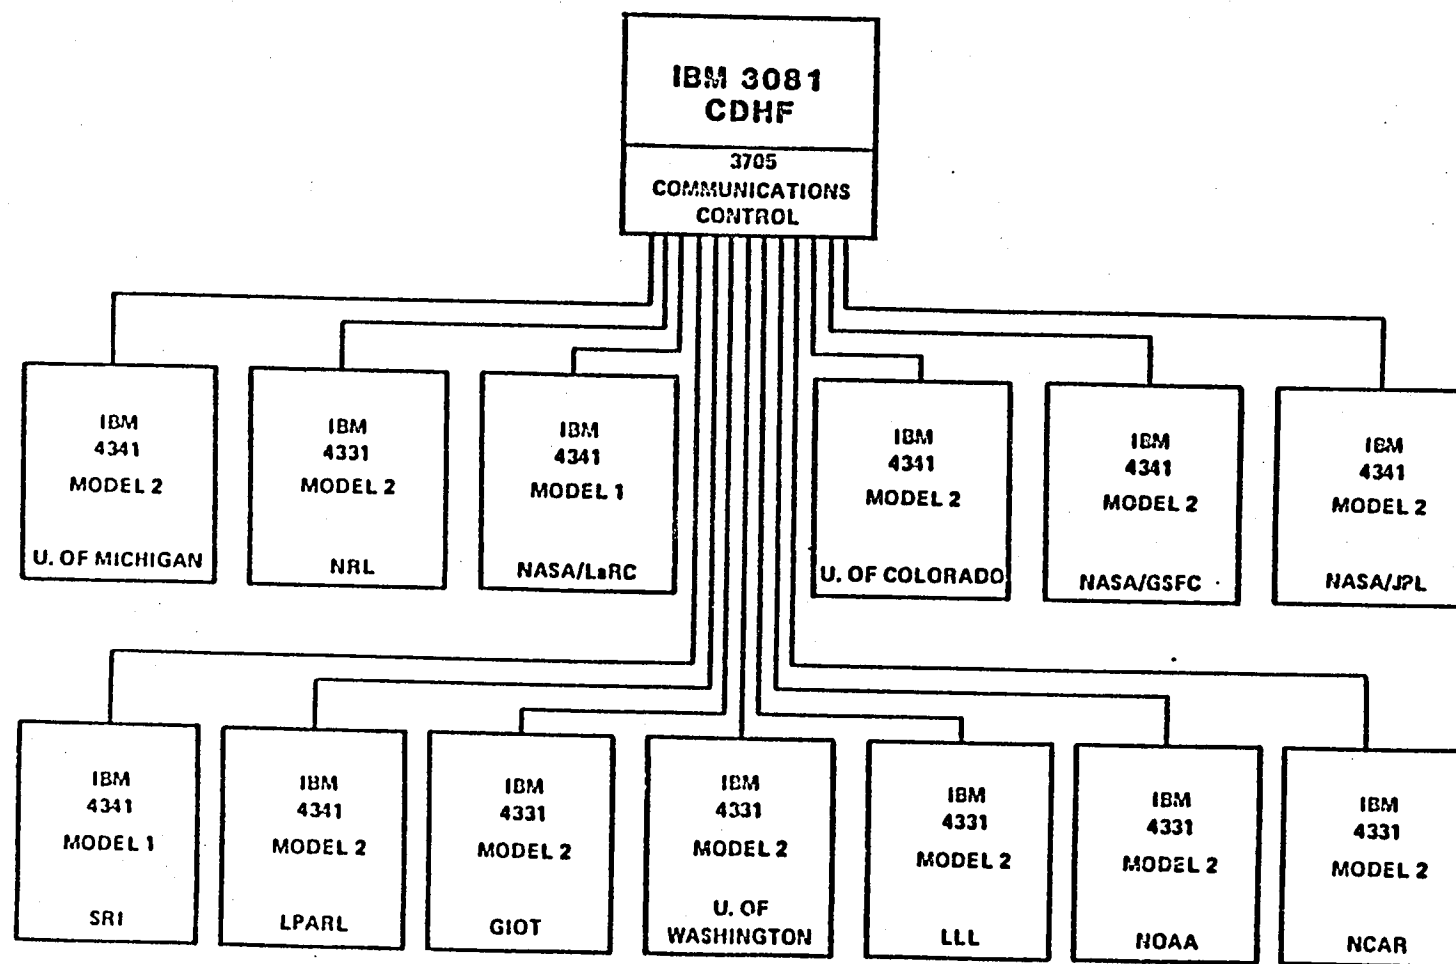 IBM 3081
CDHF
3705
COMMUNICATIONS
CONTROL
IBM
4341
MODEL 2
U. OF MICHIGAN
IBM
4331
MODEL 2
NRL
IBM
4341
MODEL 1
NASA/LaRC
IBM
4341
MODEL 2
U. OF COLORADO
IBM
4341
MODEL 2
NASA/GSFC
IBM
4341
MODEL 2
NASA/JPL
IBM
4341
MODEL 1
SRI
IBM
4341
MODEL 2
LPARL
IBM
4331
MODEL 2
GIOT
IBM
4331
MODEL 2
U. OF
WASHINGTON
IBM
4331
MODEL 2
LLL
IBM
4331
MODEL 2
NOAA
IBM
4331
MODEL 2
NCAR